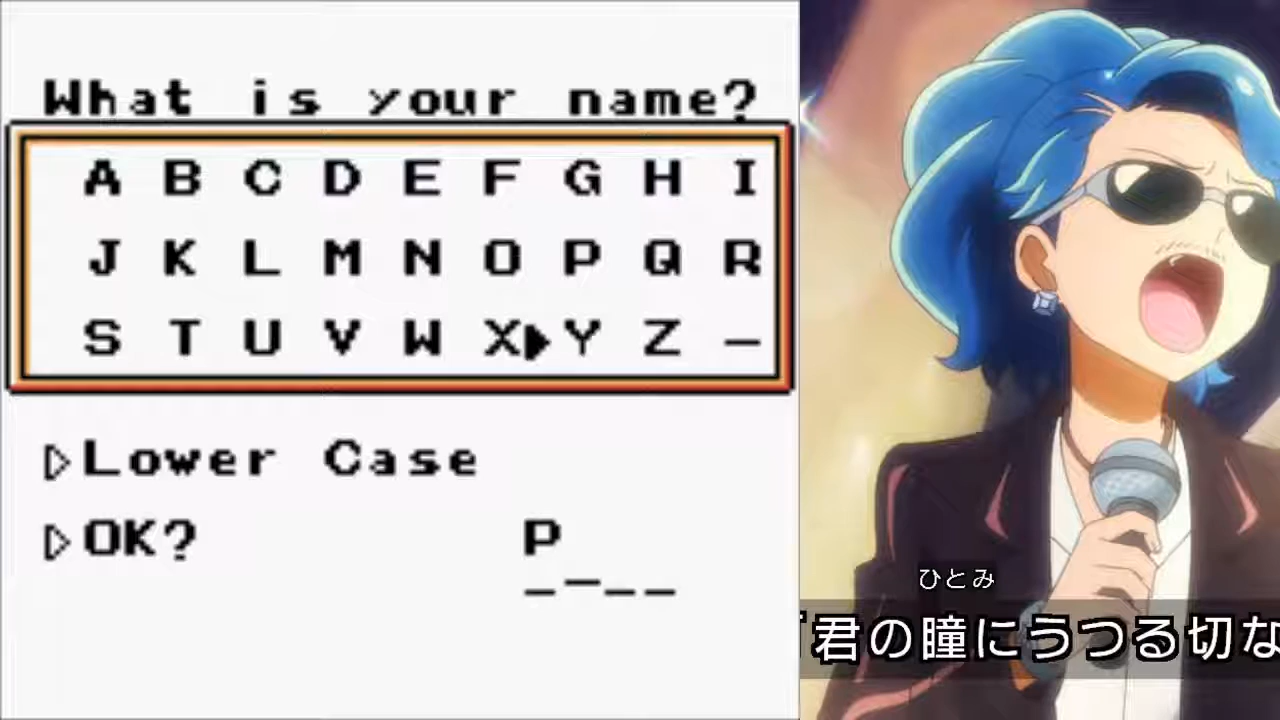 What is your name?
A B C D E F G H I
J K L M N O P Q R
S T U V W X Y Z –
Lower Case
OK?
P
ひとみ
「君の瞳にうつる切な